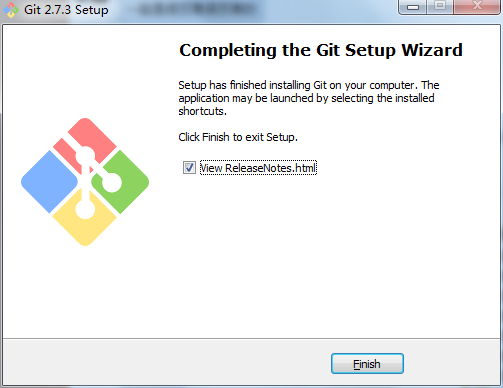 Git 2.7.3 Setup
Completing the Git Setup Wizard
Setup has finished installing Git on your computer. The
application may be launched by selecting the installed
shortcuts.
Click Finish to exit Setup.
View ReleaseNotes.html
Finish